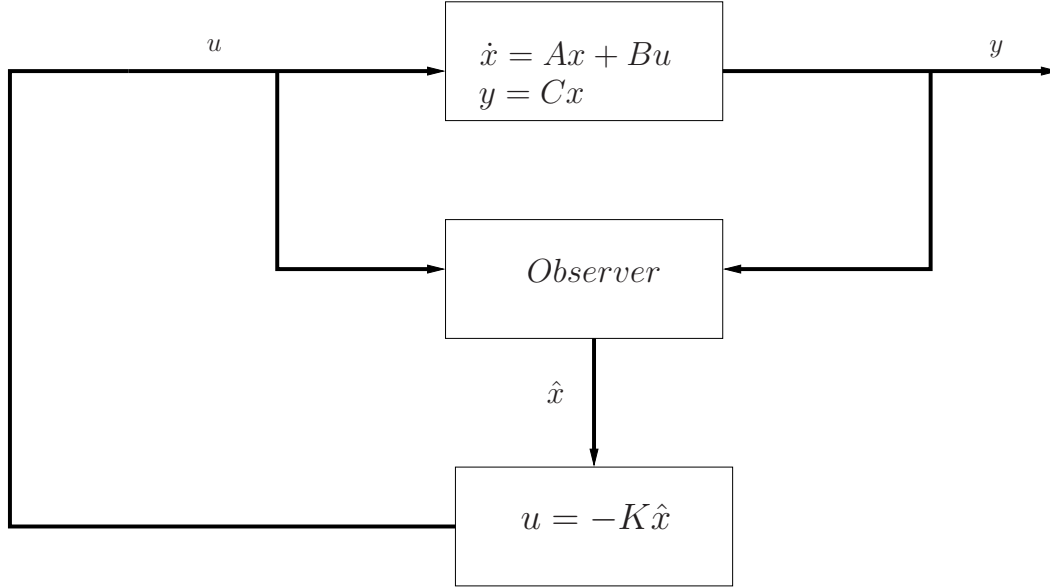 u
ẋ = Ax + Bu
y = Cx
y
Observer
x̂
u = −Kx̂